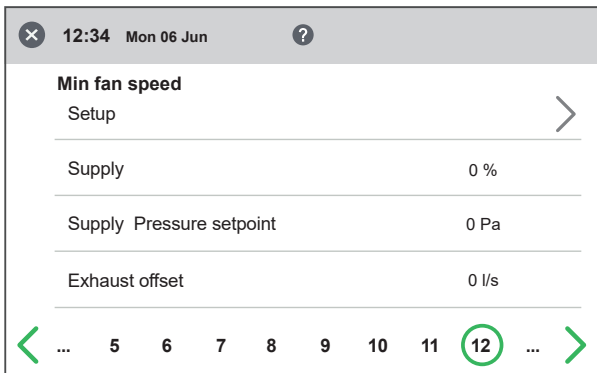 12:34 Mon 06 Jun ?
Min fan speed
Setup
Supply 0 %
Supply Pressure setpoint 0 Pa
Exhaust offset 0 l/s
... 5 6 7 8 9 10 11 12 ...